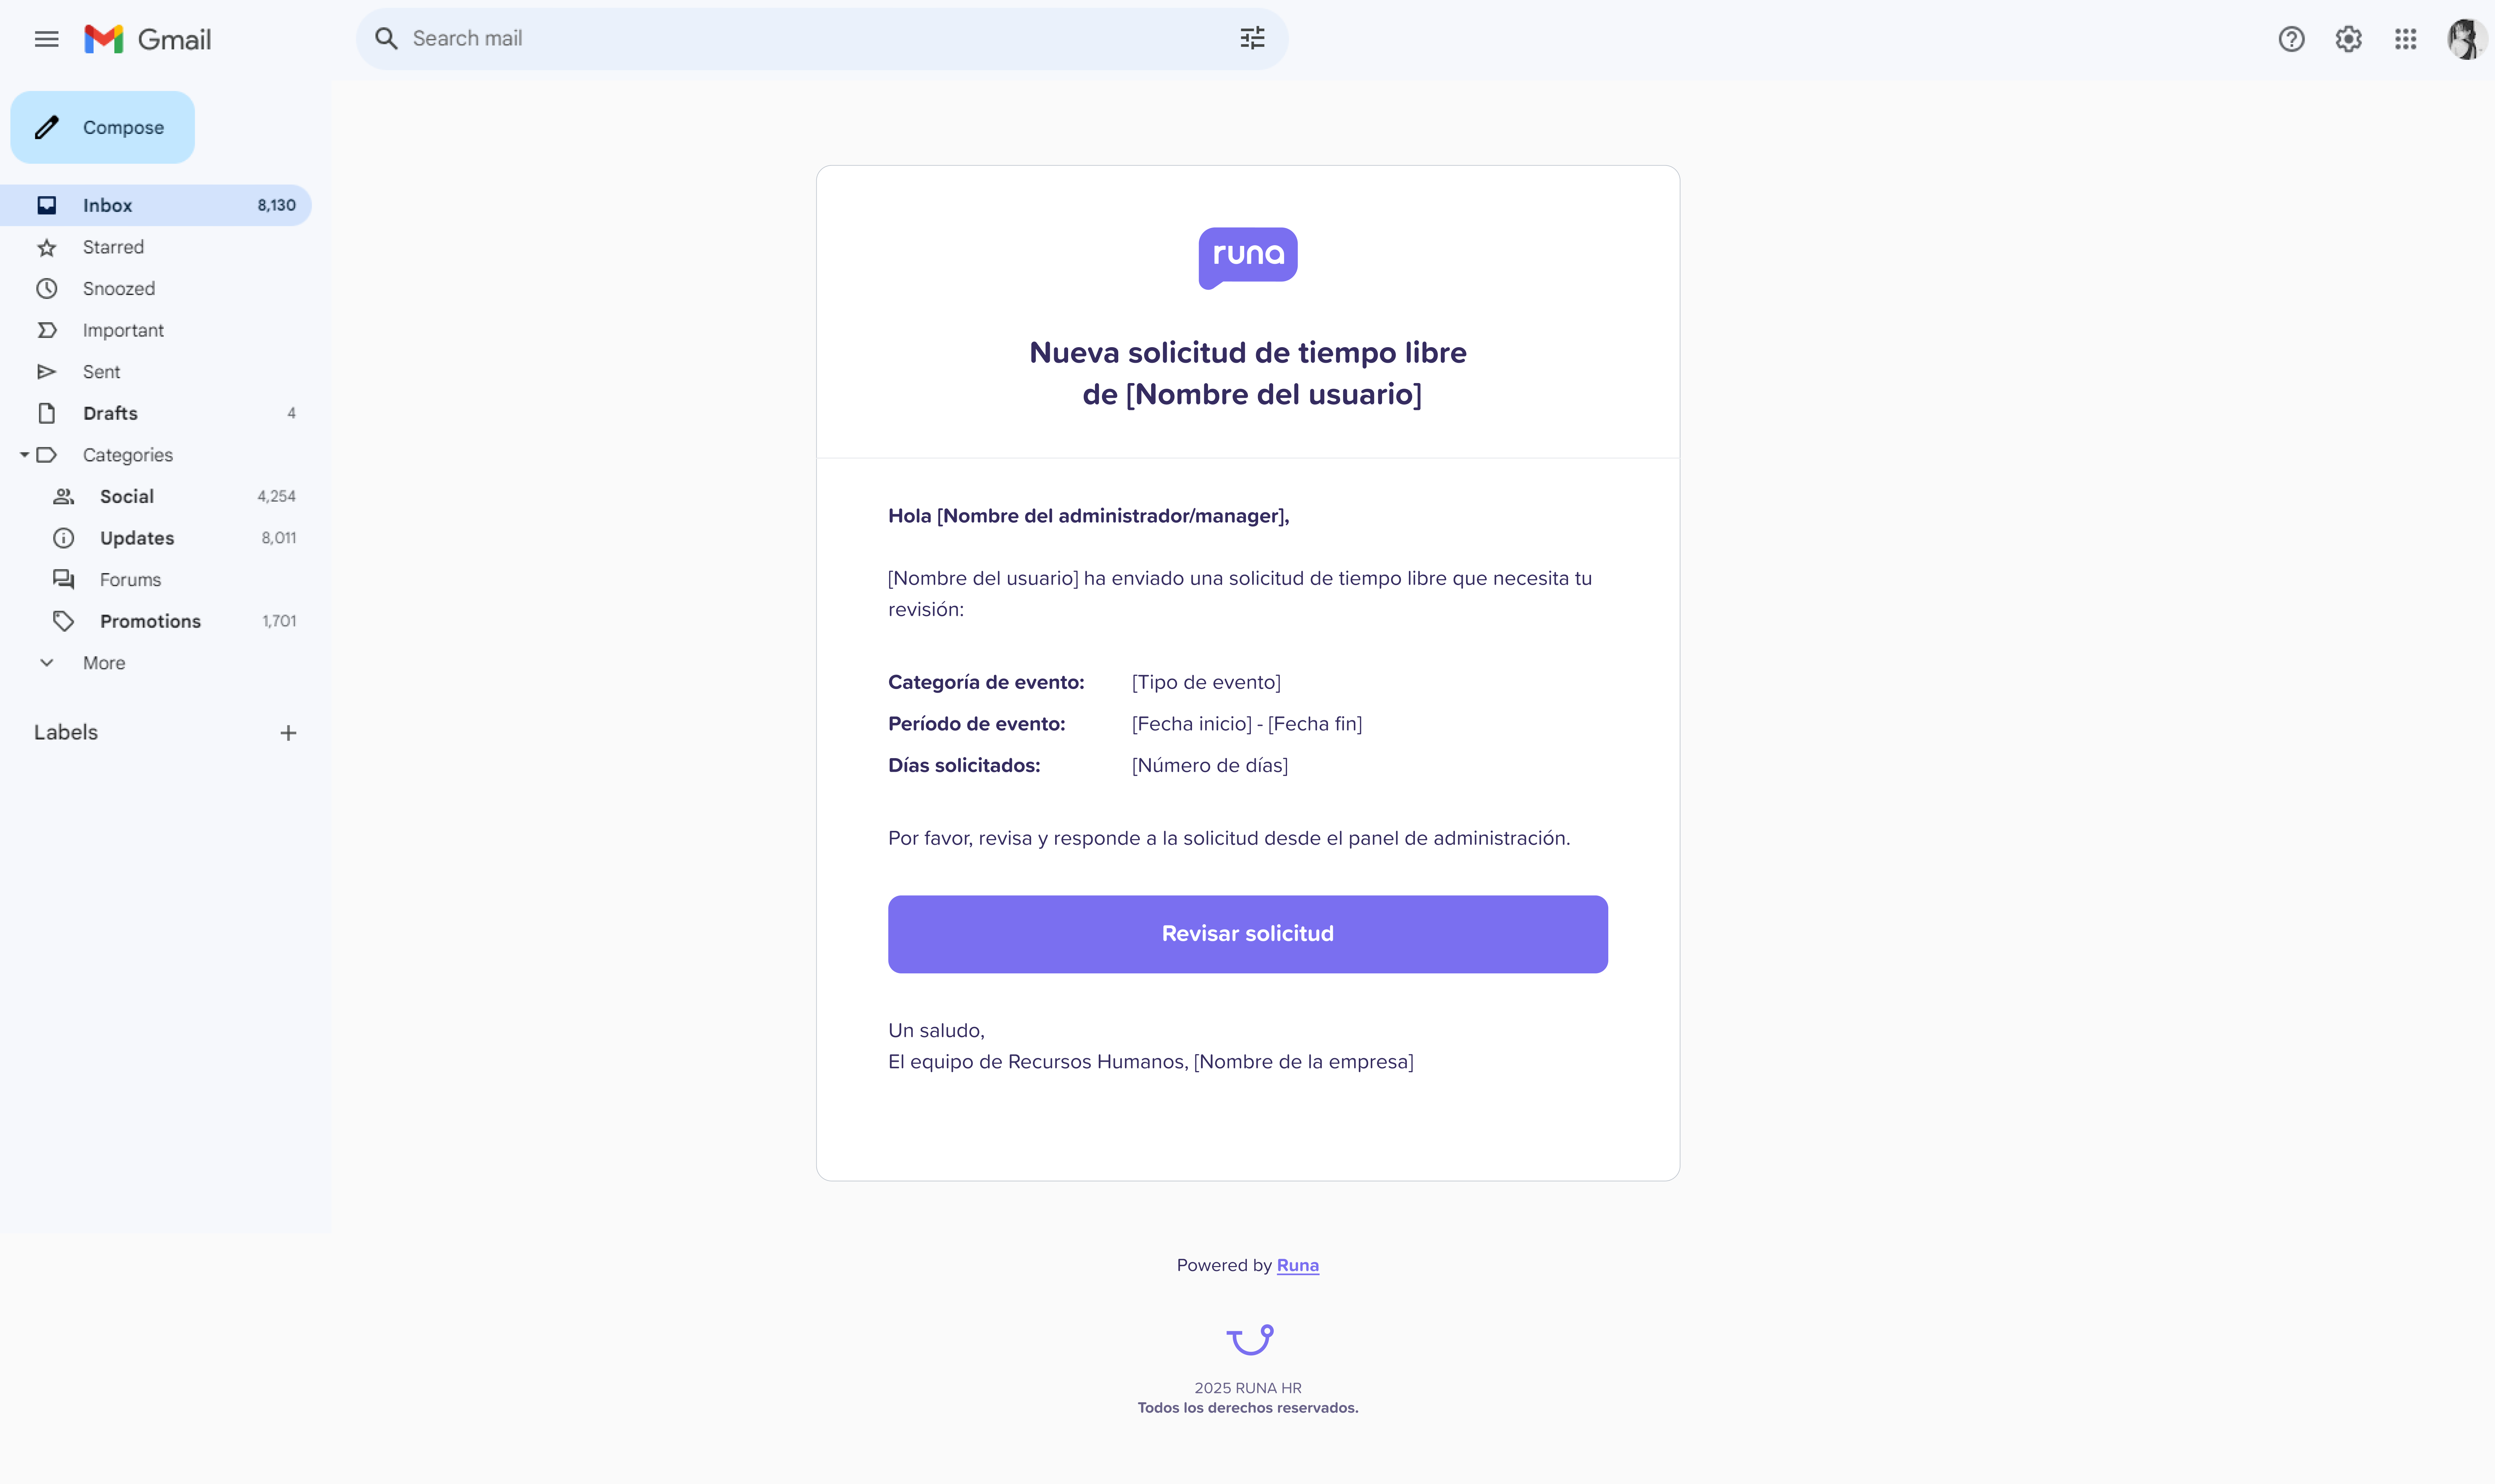 Gmail
Search mail
Compose
Inbox 8,130
Starred
Snoozed
Important
Sent
Drafts 4
Categories
Social 4,254
Updates 8,011
Forums
Promotions 1,701
More
Labels
runa
Nueva solicitud de tiempo libre
de [Nombre del usuario]
Hola [Nombre del administrador/manager],
[Nombre del usuario] ha enviado una solicitud de tiempo libre que necesita tu
revisión:
Categoría de evento: [Tipo de evento]
Período de evento: [Fecha inicio] - [Fecha fin]
Días solicitados: [Número de días]
Por favor, revisa y responde a la solicitud desde el panel de administración.
Revisar solicitud
Un saludo,
El equipo de Recursos Humanos, [Nombre de la empresa]
Powered by Runa
2025 RUNA HR
Todos los derechos reservados.